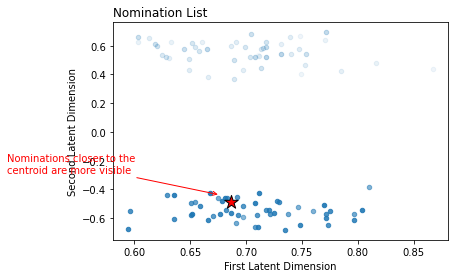 Nomination List
0.6
0.4
0.2
0.0
−0.2
−0.4
−0.6
Second Latent Dimension
Nominations closer to the
centroid are more visible
0.60
0.65
0.70
0.75
0.80
0.85
First Latent Dimension